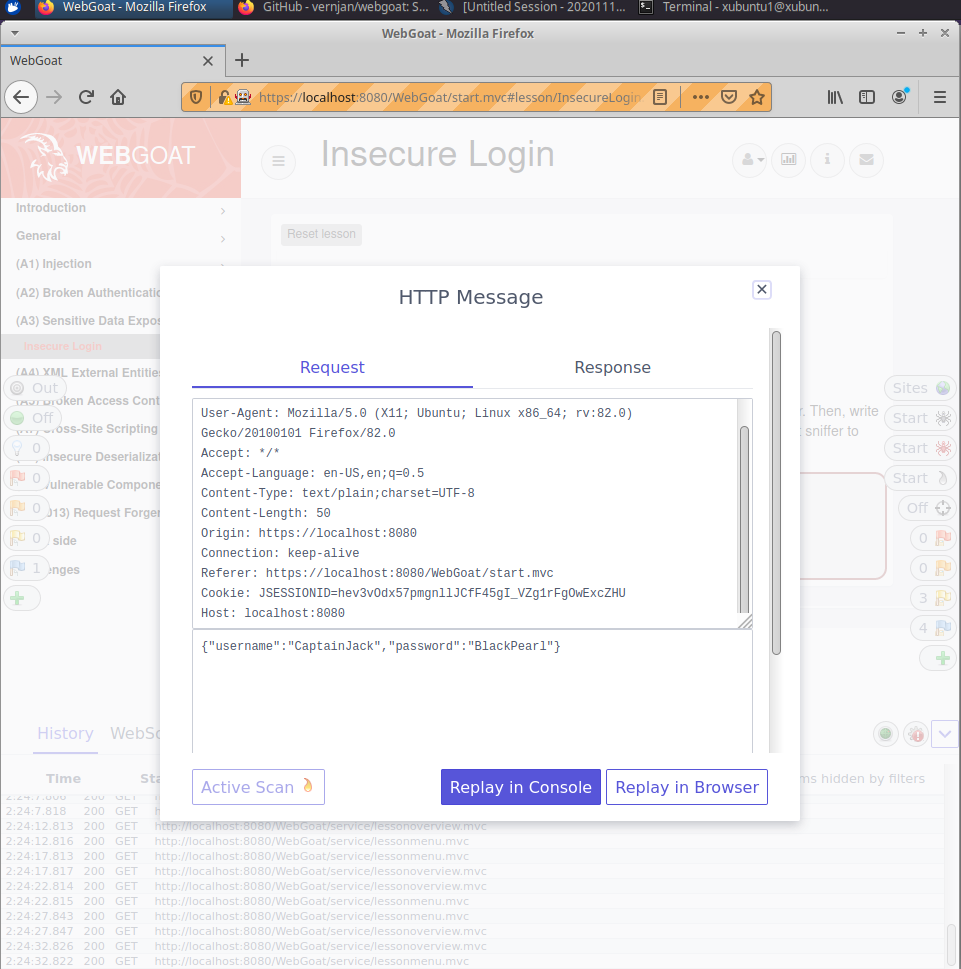 WebGoat - Mozilla Firefox
GitHub - vernjan/webgoat: S...
[Untitled Session - 2020111...
Terminal - xubuntu1@xubun...
WebGoat - Mozilla Firefox
WebGoat
https://localhost:8080/WebGoat/start.mvc#lesson/InsecureLogin
WEBGOAT
Insecure Login
Introduction
General
(A1) Injection
(A2) Broken Authenticatio
(A3) Sensitive Data Expos
Insecure Login
(A4) XML External Entities
Broken Access Cont
Cross-Site Scripting
Insecure Deserializat
Vulnerable Compone
013) Request Forger
side
enges
Out
Off
0
0
0
0
1
Reset lesson
r. Then, write
sniffer to
Sites
Start
Start
Start
Off
0
0
3
4
HTTP Message
Request
Response
User-Agent: Mozilla/5.0 (X11; Ubuntu; Linux x86_64; rv:82.0)
Gecko/20100101 Firefox/82.0
Accept: */*
Accept-Language: en-US,en;q=0.5
Content-Type: text/plain;charset=UTF-8
Content-Length: 50
Origin: https://localhost:8080
Connection: keep-alive
Referer: https://localhost:8080/WebGoat/start.mvc
Cookie: JSESSIONID=hev3vOdx57pmgnllJCfF45gI_VZg1rFgOwExcZHU
Host: localhost:8080
{"username":"CaptainJack","password":"BlackPearl"}
Active Scan
Replay in Console
Replay in Browser
History
WebSo
Time
Sta
ms hidden by filters
2:24:7.818 200 GET
2:24:12.813 200 GET http://localhost:8080/WebGoat/service/lessonoverview.mvc
2:24:12.816 200 GET http://localhost:8080/WebGoat/service/lessonmenu.mvc
2:24:17.813 200 GET http://localhost:8080/WebGoat/service/lessonmenu.mvc
2:24:17.817 200 GET http://localhost:8080/WebGoat/service/lessonoverview.mvc
2:24:22.814 200 GET http://localhost:8080/WebGoat/service/lessonoverview.mvc
2:24:22.815 200 GET http://localhost:8080/WebGoat/service/lessonmenu.mvc
2:24:27.843 200 GET http://localhost:8080/WebGoat/service/lessonmenu.mvc
2:24:27.847 200 GET http://localhost:8080/WebGoat/service/lessonoverview.mvc
2:24:32.826 200 GET http://localhost:8080/WebGoat/service/lessonoverview.mvc
2:24:32.822 200 GET http://localhost:8080/WebGoat/service/lessonmenu.mvc